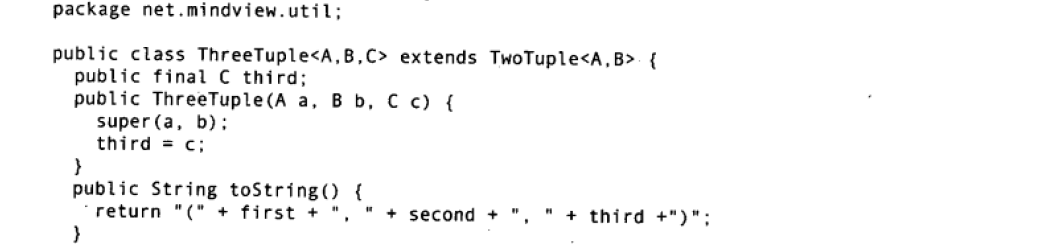 package net.mindview.util;
public class ThreeTuple<A,B,C> extends TwoTuple<A,B> {
public final C third;
public ThreeTuple(A a, B b, C c) {
super(a, b);
third = c;
}
public String toString() {
return "(" + first + ", " + second + ", " + third +")";
}